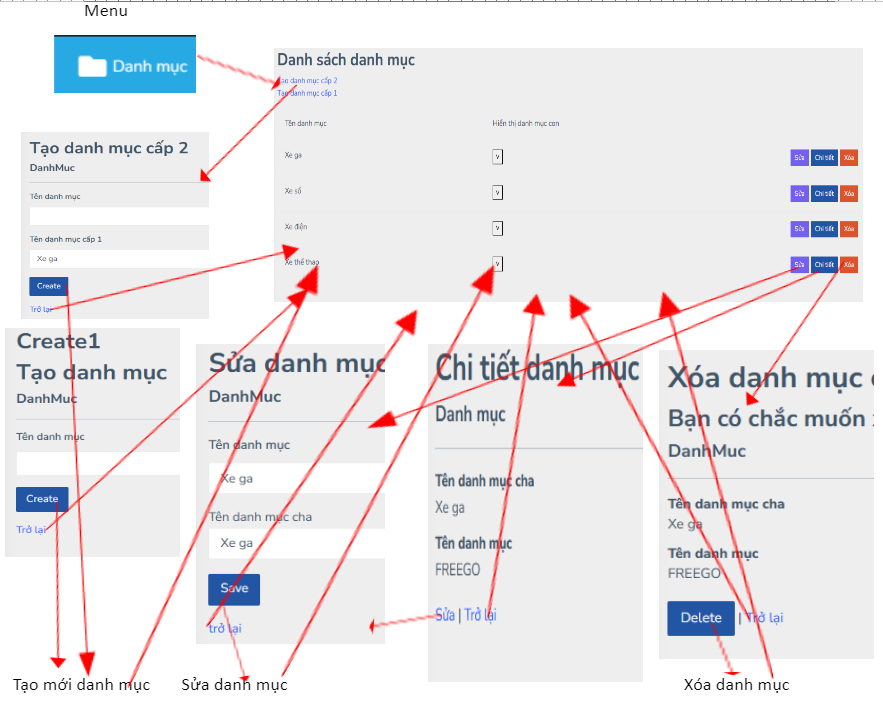 Menu
Danh mục
Danh sách danh mục
Tạo danh mục cấp 2
Tạo danh mục cấp 1
Tên danh mục
Hiển thị danh mục con
Xe ga
v
Sửa
Chi tiết
Xóa
Xe số
v
Sửa
Chi tiết
Xóa
Xe điện
v
Sửa
Chi tiết
Xóa
Xe thể thao
v
Sửa
Chi tiết
Xóa
Tạo danh mục cấp 2
DanhMuc
Tên danh mục
Tên danh mục cấp 1
Xe ga
Create
Trở lại
Create1
Tạo danh mục
DanhMuc
Tên danh mục
Create
Trở lại
Sửa danh mục
DanhMuc
Tên danh mục
Xe ga
Tên danh mục cha
Xe ga
Save
trở lại
Chi tiết danh mục
Danh mục
Tên danh mục cha
Xe ga
Tên danh mục
FREEGO
Sửa | Trở lại
Xóa danh mục
Bạn có chắc muốn
DanhMuc
Tên danh mục cha
Xe ga
Tên danh mục
FREEGO
Delete | Trở lại
Tạo mới danh mục
Sửa danh mục
Xóa danh mục